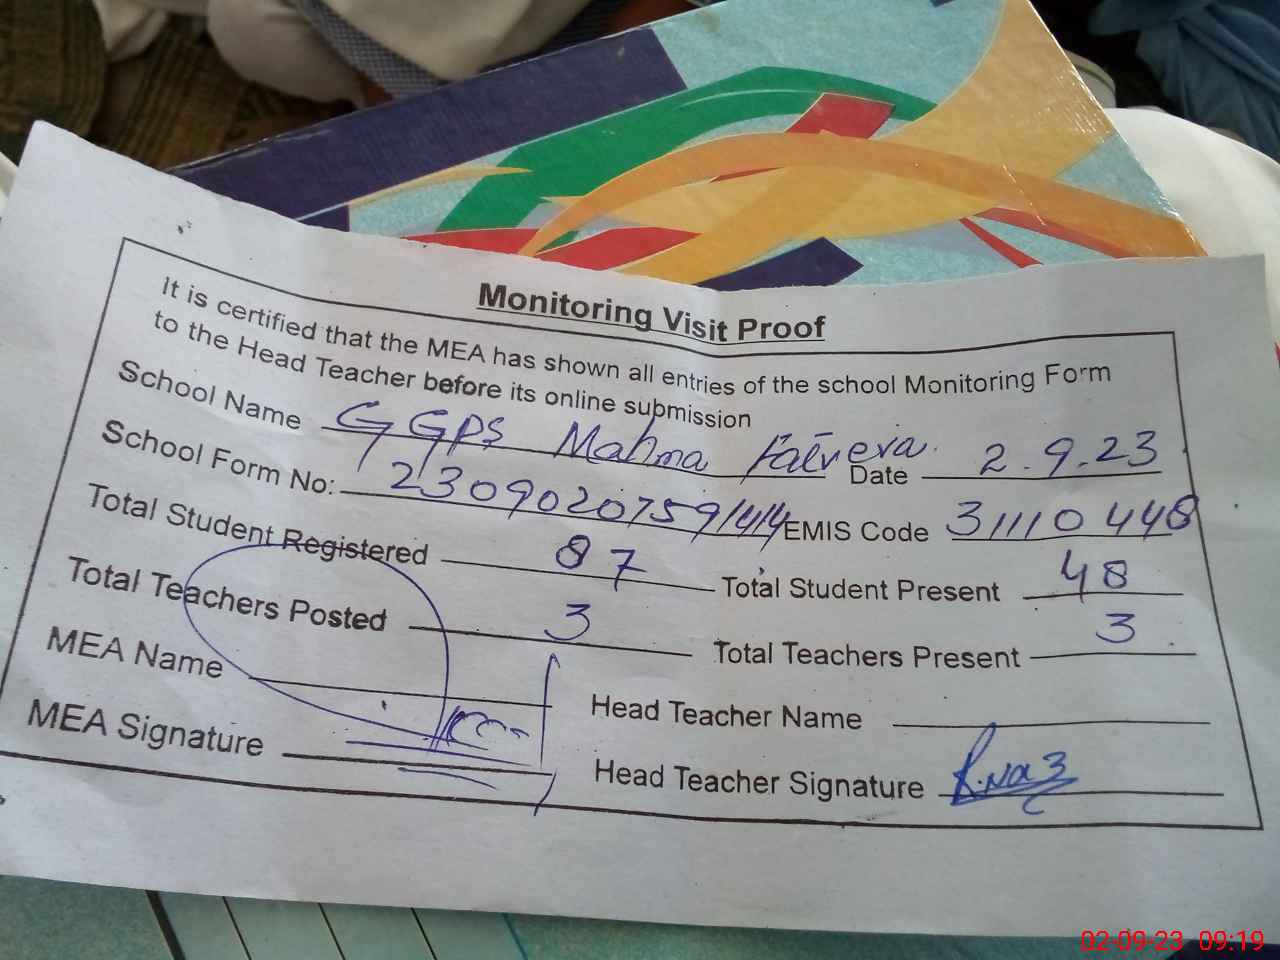 Monitoring Visit Proof
It is certified that the MEA has shown all entries of the school Monitoring Form
to the Head Teacher before its online submission
School Name GGPS Mahma Date 2.9.23
School Form No: 23090207591414 EMIS Code 31110448
Total Student Registered 87 Total Student Present 48
Total Teachers Posted 3 Total Teachers Present 3
MEA Name Head Teacher Name
MEA Signature Head Teacher Signature
02-09-23 09:19